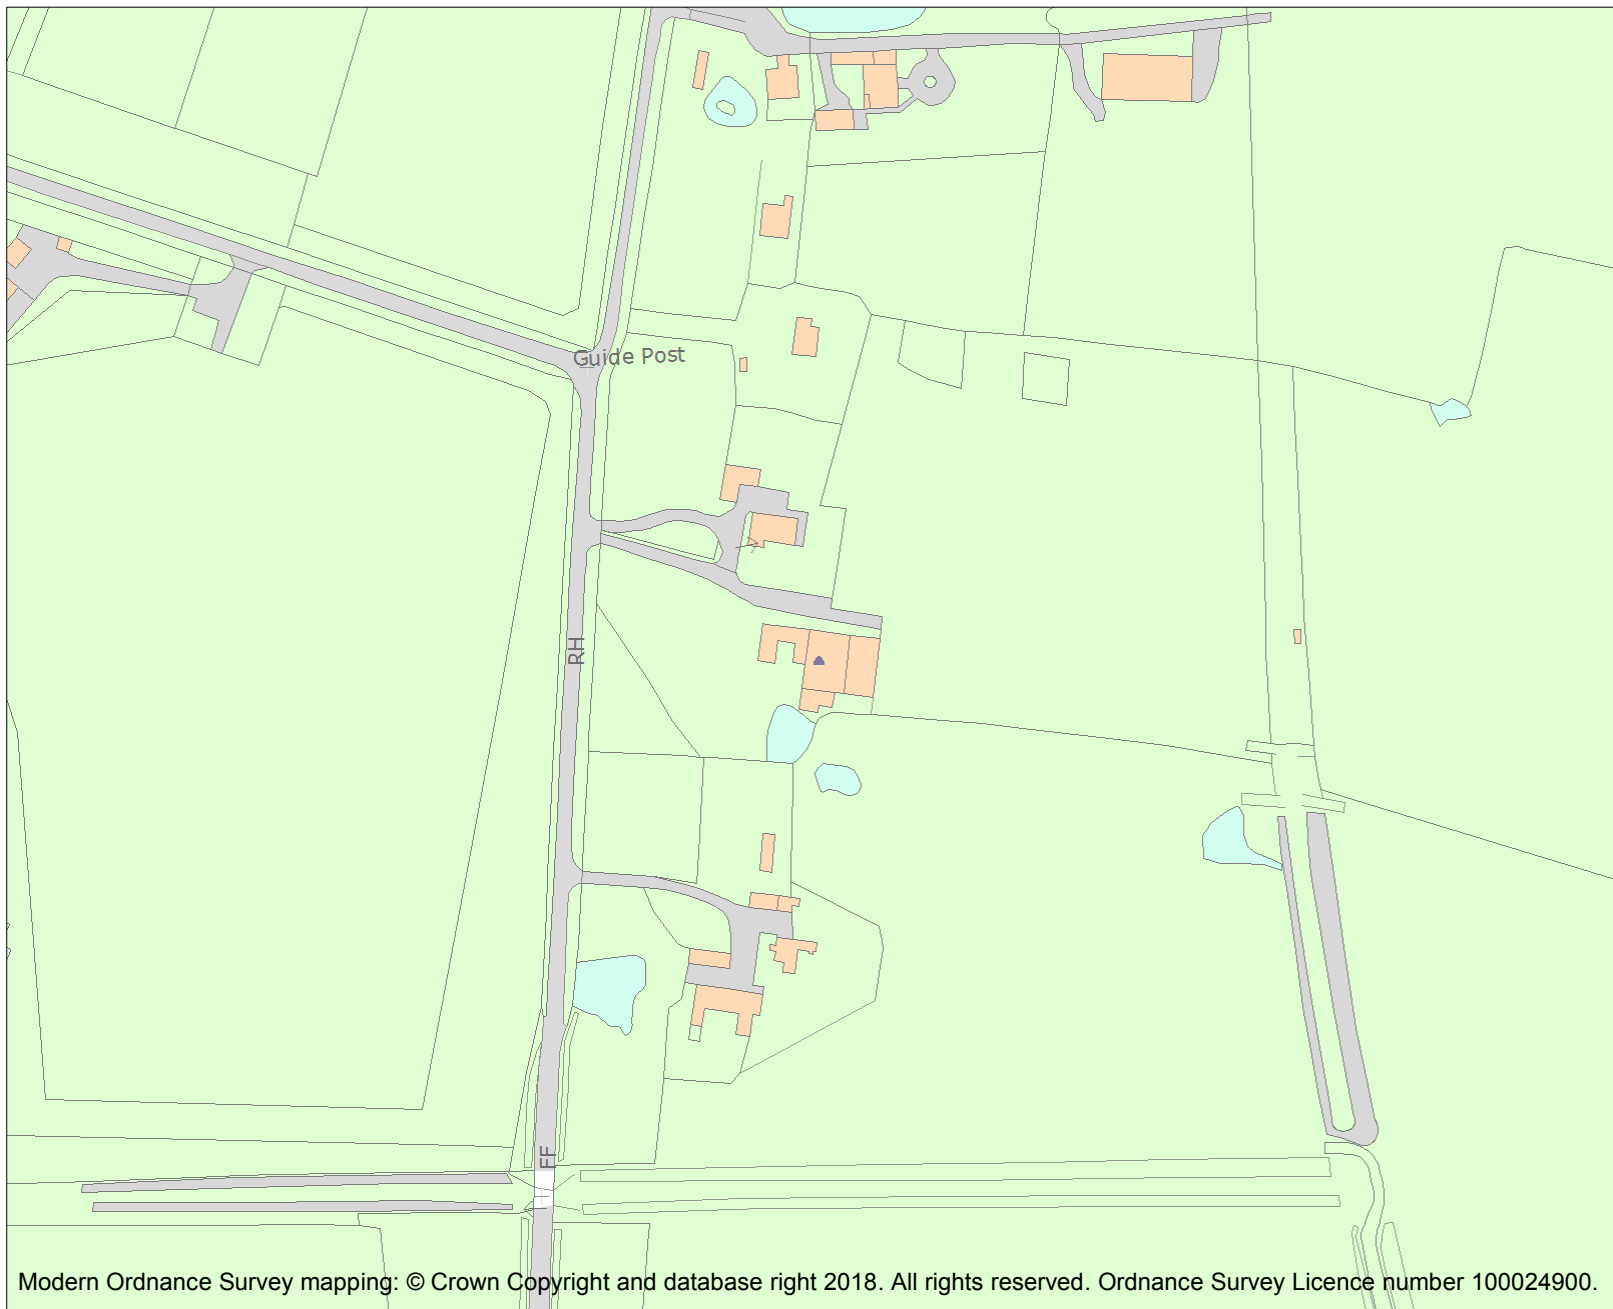 Guide Post
RH
FF
Modern Ordnance Survey mapping: © Crown Copyright and database right 2018. All rights reserved. Ordnance Survey Licence number 100024900.